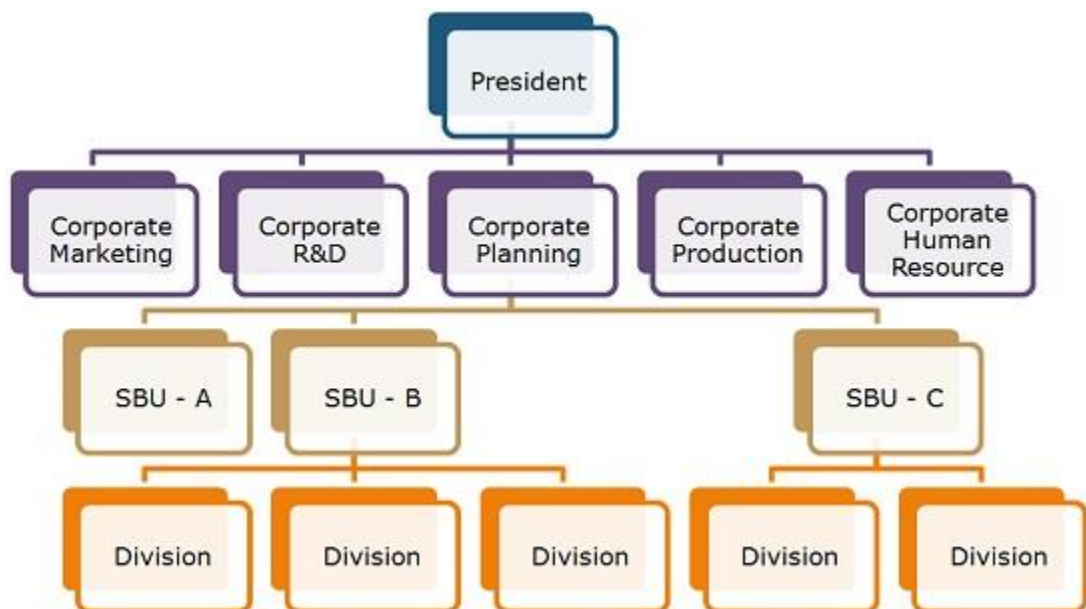 President
Corporate
Marketing
Corporate
R&D
Corporate
Planning
Corporate
Production
Corporate
Human
Resource
SBU - A
SBU - B
SBU - C
Division
Division
Division
Division
Division